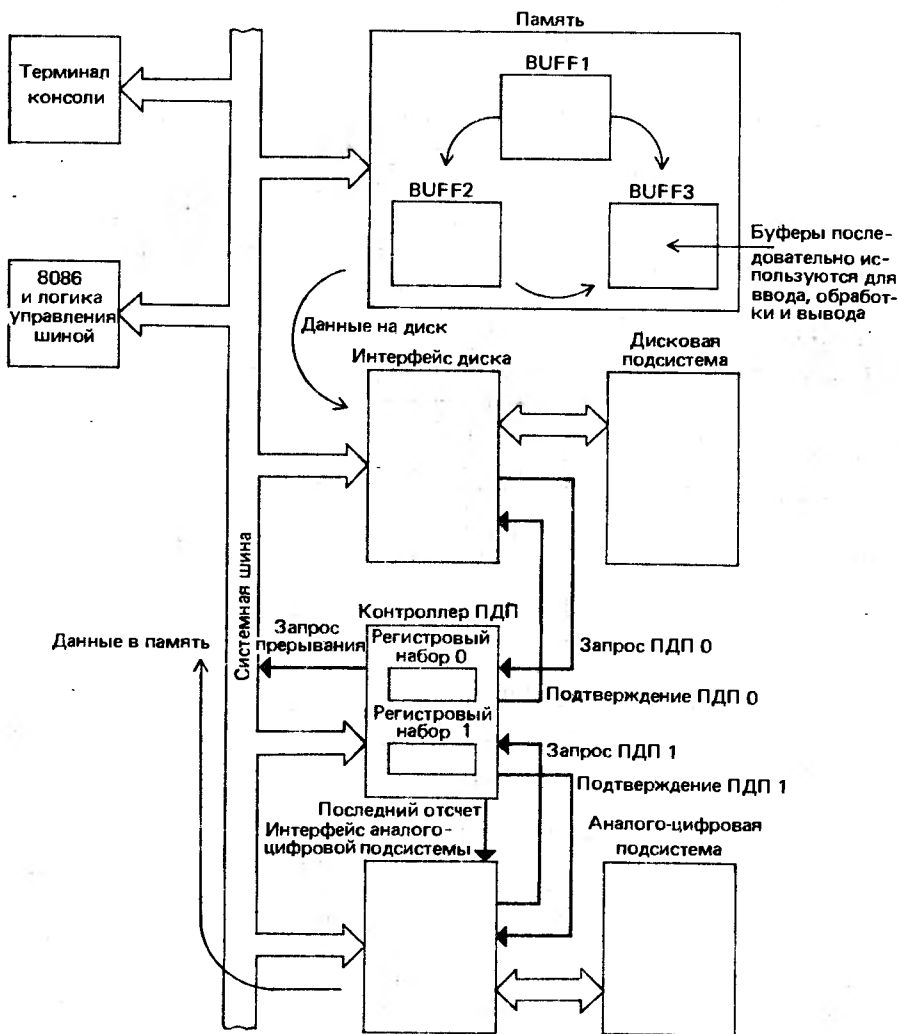 Память
Терминал
консоли
BUFF1
BUFF2
BUFF3
8086
и логика
управления
шиной
Буферы после-
довательно ис-
пользуются для
ввода, обработ-
ки и вывода
Данные на диск
Интерфейс диска
Дисковая
подсистема
Системная шина
Контроллер ПДП
Данные в память
Запрос
прерывания
Регистровый
набор 0
Запрос ПДП 0
Подтверждение ПДП 0
Регистровый
набор 1
Запрос ПДП 1
Подтверждение ПДП 1
Последний отсчет
Интерфейс аналого-
цифровой подсистемы
Аналого-цифровая
подсистема